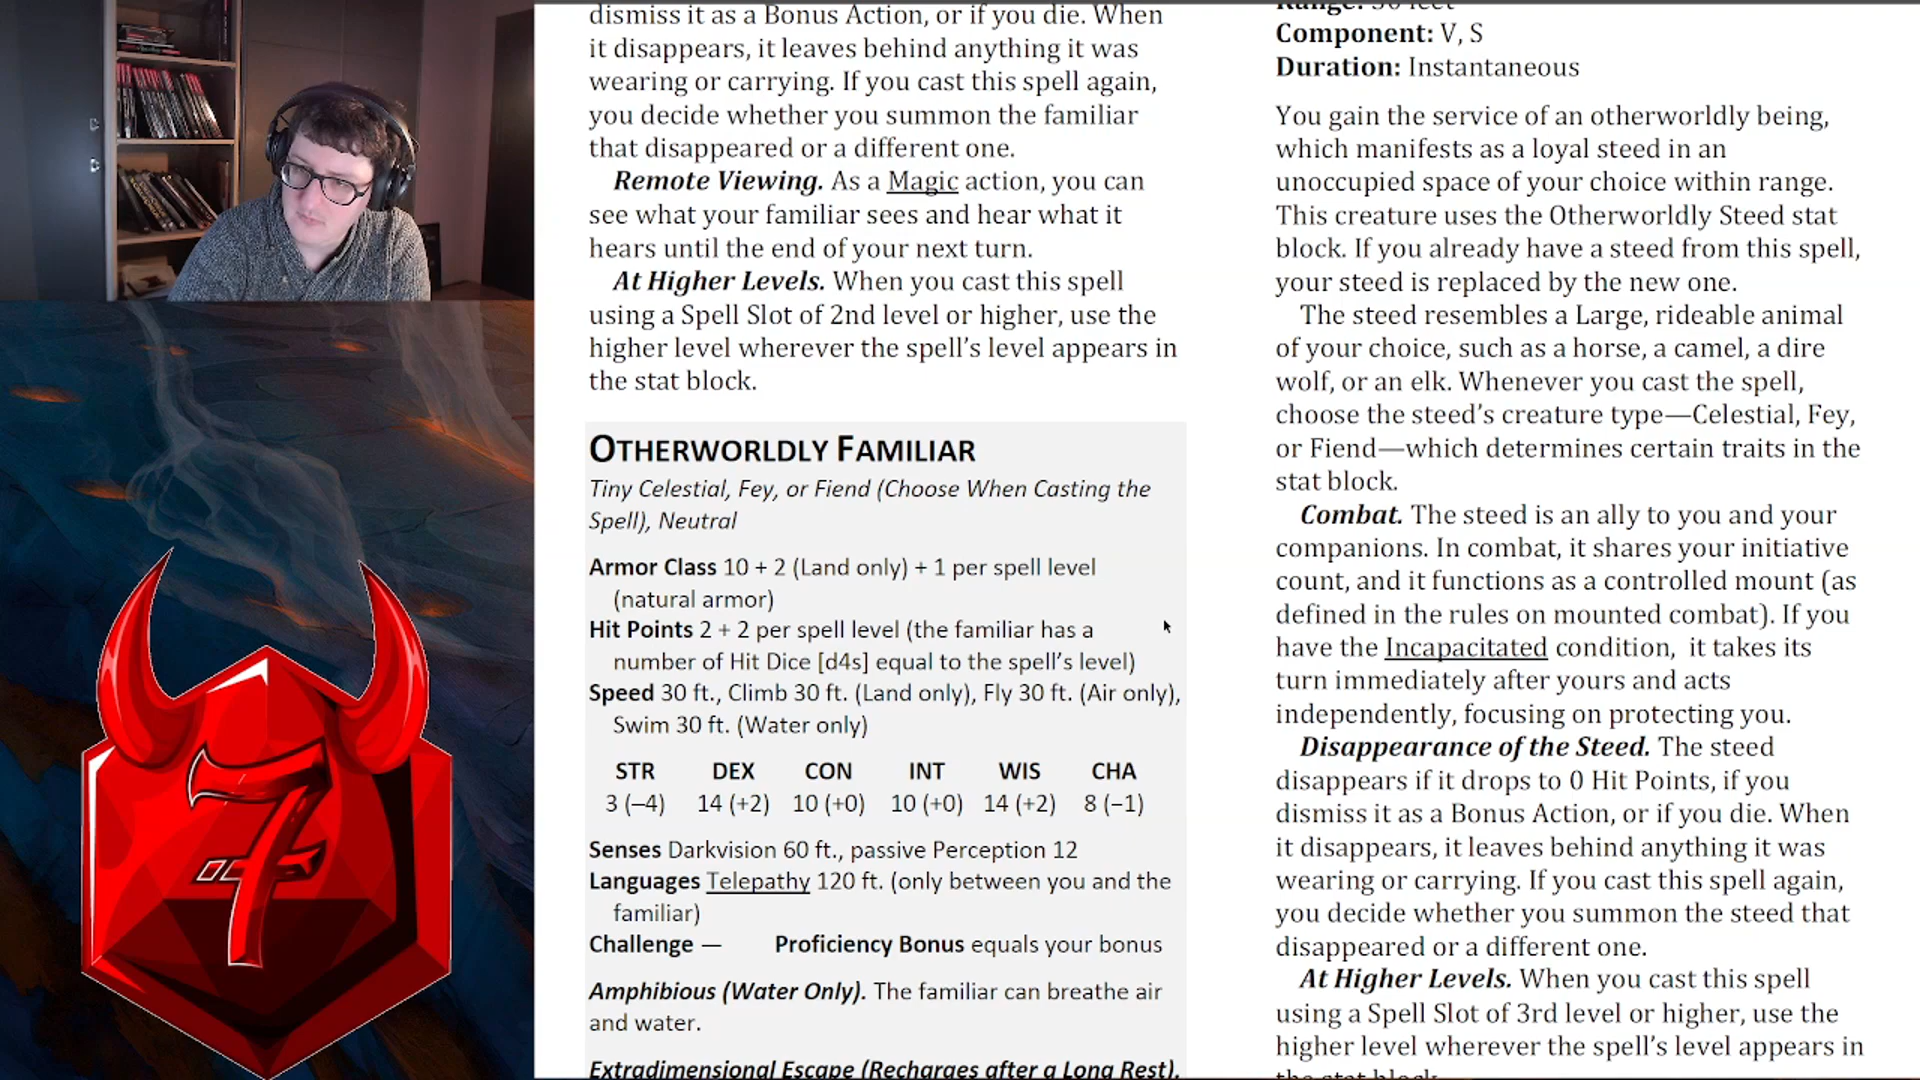 dismiss it as a Bonus Action, or if you die. When
it disappears, it leaves behind anything it was
wearing or carrying. If you cast this spell again,
you decide whether you summon the familiar
that disappeared or a different one.
Remote Viewing. As a Magic action, you can
see what your familiar sees and hear what it
hears until the end of your next turn.
At Higher Levels. When you cast this spell
using a Spell Slot of 2nd level or higher, use the
higher level wherever the spell’s level appears in
the stat block.
OTHERWORLDLY FAMILIAR
Tiny Celestial, Fey, or Fiend (Choose When Casting the
Spell), Neutral
Armor Class 10 + 2 (Land only) + 1 per spell level
(natural armor)
Hit Points 2 + 2 per spell level (the familiar has a
number of Hit Dice [d4s] equal to the spell’s level)
Speed 30 ft., Climb 30 ft. (Land only), Fly 30 ft. (Air only),
Swim 30 ft. (Water only)
STR DEX CON INT WIS CHA
3 (–4) 14 (+2) 10 (+0) 10 (+0) 14 (+2) 8 (–1)
Senses Darkvision 60 ft., passive Perception 12
Languages Telepathy 120 ft. (only between you and the
familiar)
Challenge — Proficiency Bonus equals your bonus
Amphibious (Water Only). The familiar can breathe air
and water.
Extradimensional Escape (Recharges after a Long Rest).
Range: 30 feet
Component: V, S
Duration: Instantaneous
You gain the service of an otherworldly being,
which manifests as a loyal steed in an
unoccupied space of your choice within range.
This creature uses the Otherworldly Steed stat
block. If you already have a steed from this spell,
your steed is replaced by the new one.
The steed resembles a Large, rideable animal
of your choice, such as a horse, a camel, a dire
wolf, or an elk. Whenever you cast the spell,
choose the steed’s creature type—Celestial, Fey,
or Fiend—which determines certain traits in the
stat block.
Combat. The steed is an ally to you and your
companions. In combat, it shares your initiative
count, and it functions as a controlled mount (as
defined in the rules on mounted combat). If you
have the Incapacitated condition, it takes its
turn immediately after yours and acts
independently, focusing on protecting you.
Disappearance of the Steed. The steed
disappears if it drops to 0 Hit Points, if you
dismiss it as a Bonus Action, or if you die. When
it disappears, it leaves behind anything it was
wearing or carrying. If you cast this spell again,
you decide whether you summon the steed that
disappeared or a different one.
At Higher Levels. When you cast this spell
using a Spell Slot of 3rd level or higher, use the
higher level wherever the spell’s level appears in
the stat block.
7